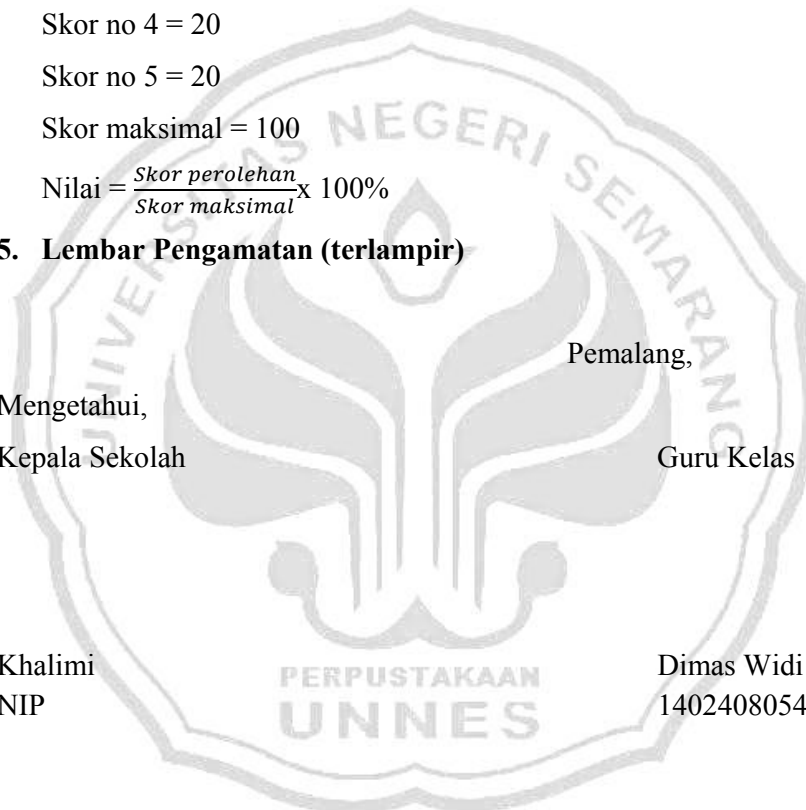 Skor no 4 = 20
Skor no 5 = 20
Skor maksimal = 100
Nilai = Skor perolehan / Skor maksimal x 100%
5. Lembar Pengamatan (terlampir)
Pemalang,
Mengetahui,
Kepala Sekolah Guru Kelas
Khalimi Dimas Widi
NIP 1402408054
UNIVERSITAS NEGERI SEMARANG
PERPUSTAKAAN
UNNES